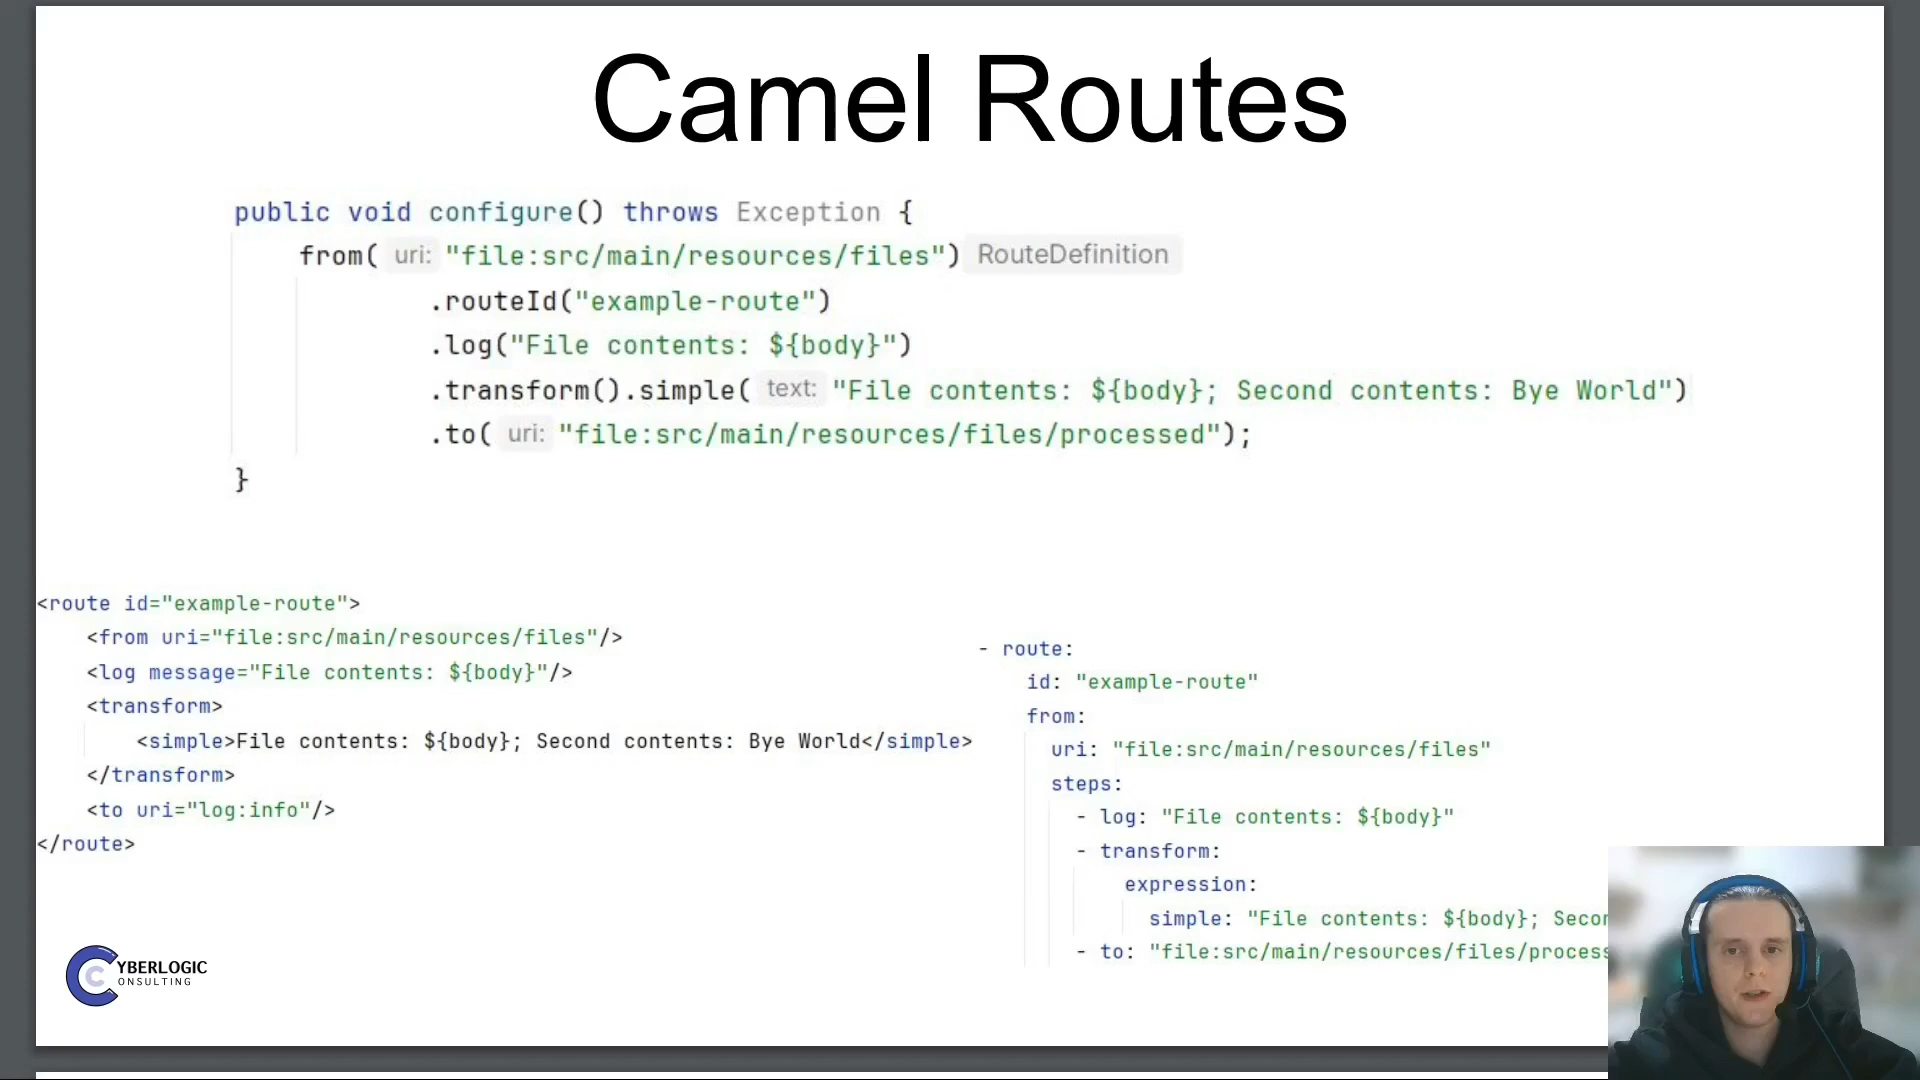 Camel Routes
public void configure() throws Exception {
from( uri: "file:src/main/resources/files") RouteDefinition
.routeId("example-route")
.log("File contents: ${body}")
.transform().simple( text: "File contents: ${body}; Second contents: Bye World")
.to( uri: "file:src/main/resources/files/processed");
}
<route id="example-route">
<from uri="file:src/main/resources/files"/>
<log message="File contents: ${body}"/>
<transform>
<simple>File contents: ${body}; Second contents: Bye World</simple>
</transform>
<to uri="log:info"/>
</route>
- route:
id: "example-route"
from:
uri: "file:src/main/resources/files"
steps:
- log: "File contents: ${body}"
- transform:
expression:
simple: "File contents: ${body}; Secon
- to: "file:src/main/resources/files/process
CYBERLOGIC
CONSULTING